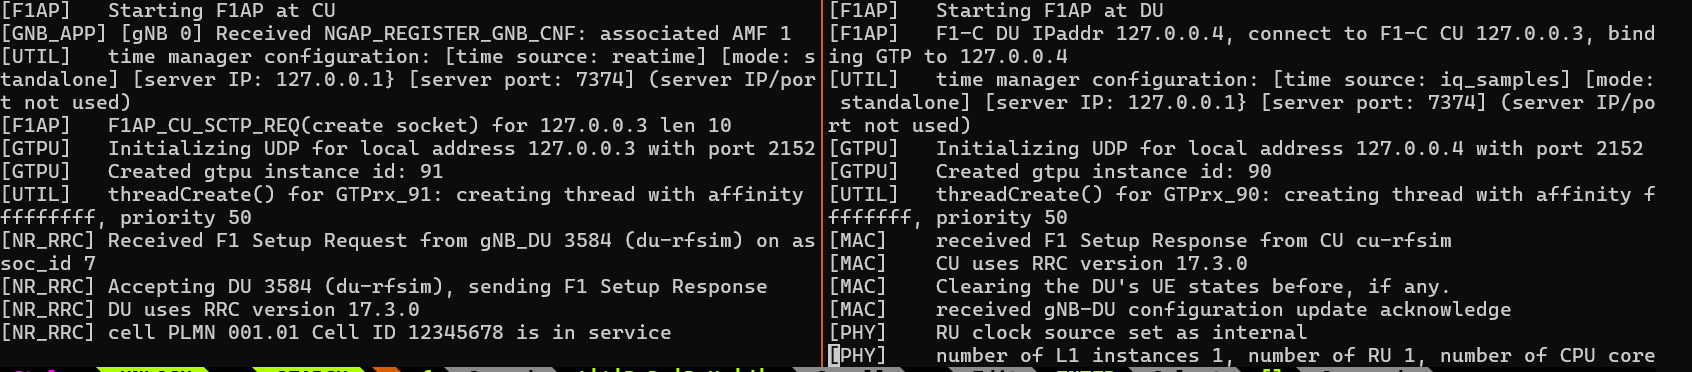 [F1AP]   Starting F1AP at CU
[GNB_APP] [gNB 0] Received NGAP_REGISTER_GNB_CNF: associated AMF 1
[UTIL]   time manager configuration: [time source: reatime] [mode: s
tandalone] [server IP: 127.0.0.1} [server port: 7374] (server IP/por
t not used)
[F1AP]   F1AP_CU_SCTP_REQ(create socket) for 127.0.0.3 len 10
[GTPU]   Initializing UDP for local address 127.0.0.3 with port 2152
[GTPU]   Created gtpu instance id: 91
[UTIL]   threadCreate() for GTPrx_91: creating thread with affinity
ffffffff, priority 50
[NR_RRC] Received F1 Setup Request from gNB_DU 3584 (du-rfsim) on as
soc_id 7
[NR_RRC] Accepting DU 3584 (du-rfsim), sending F1 Setup Response
[NR_RRC] DU uses RRC version 17.3.0
[NR_RRC] cell PLMN 001.01 Cell ID 12345678 is in service
[F1AP]   Starting F1AP at DU
[F1AP]   F1-C DU IPaddr 127.0.0.4, connect to F1-C CU 127.0.0.3, bind
ing GTP to 127.0.0.4
[UTIL]   time manager configuration: [time source: iq_samples] [mode:
 standalone] [server IP: 127.0.0.1} [server port: 7374] (server IP/po
rt not used)
[GTPU]   Initializing UDP for local address 127.0.0.4 with port 2152
[GTPU]   Created gtpu instance id: 90
[UTIL]   threadCreate() for GTPrx_90: creating thread with affinity f
fffffff, priority 50
[MAC]    received F1 Setup Response from CU cu-rfsim
[MAC]    CU uses RRC version 17.3.0
[MAC]    Clearing the DU's UE states before, if any.
[MAC]    received gNB-DU configuration update acknowledge
[PHY]    RU clock source set as internal
[PHY]    number of L1 instances 1, number of RU 1, number of CPU core